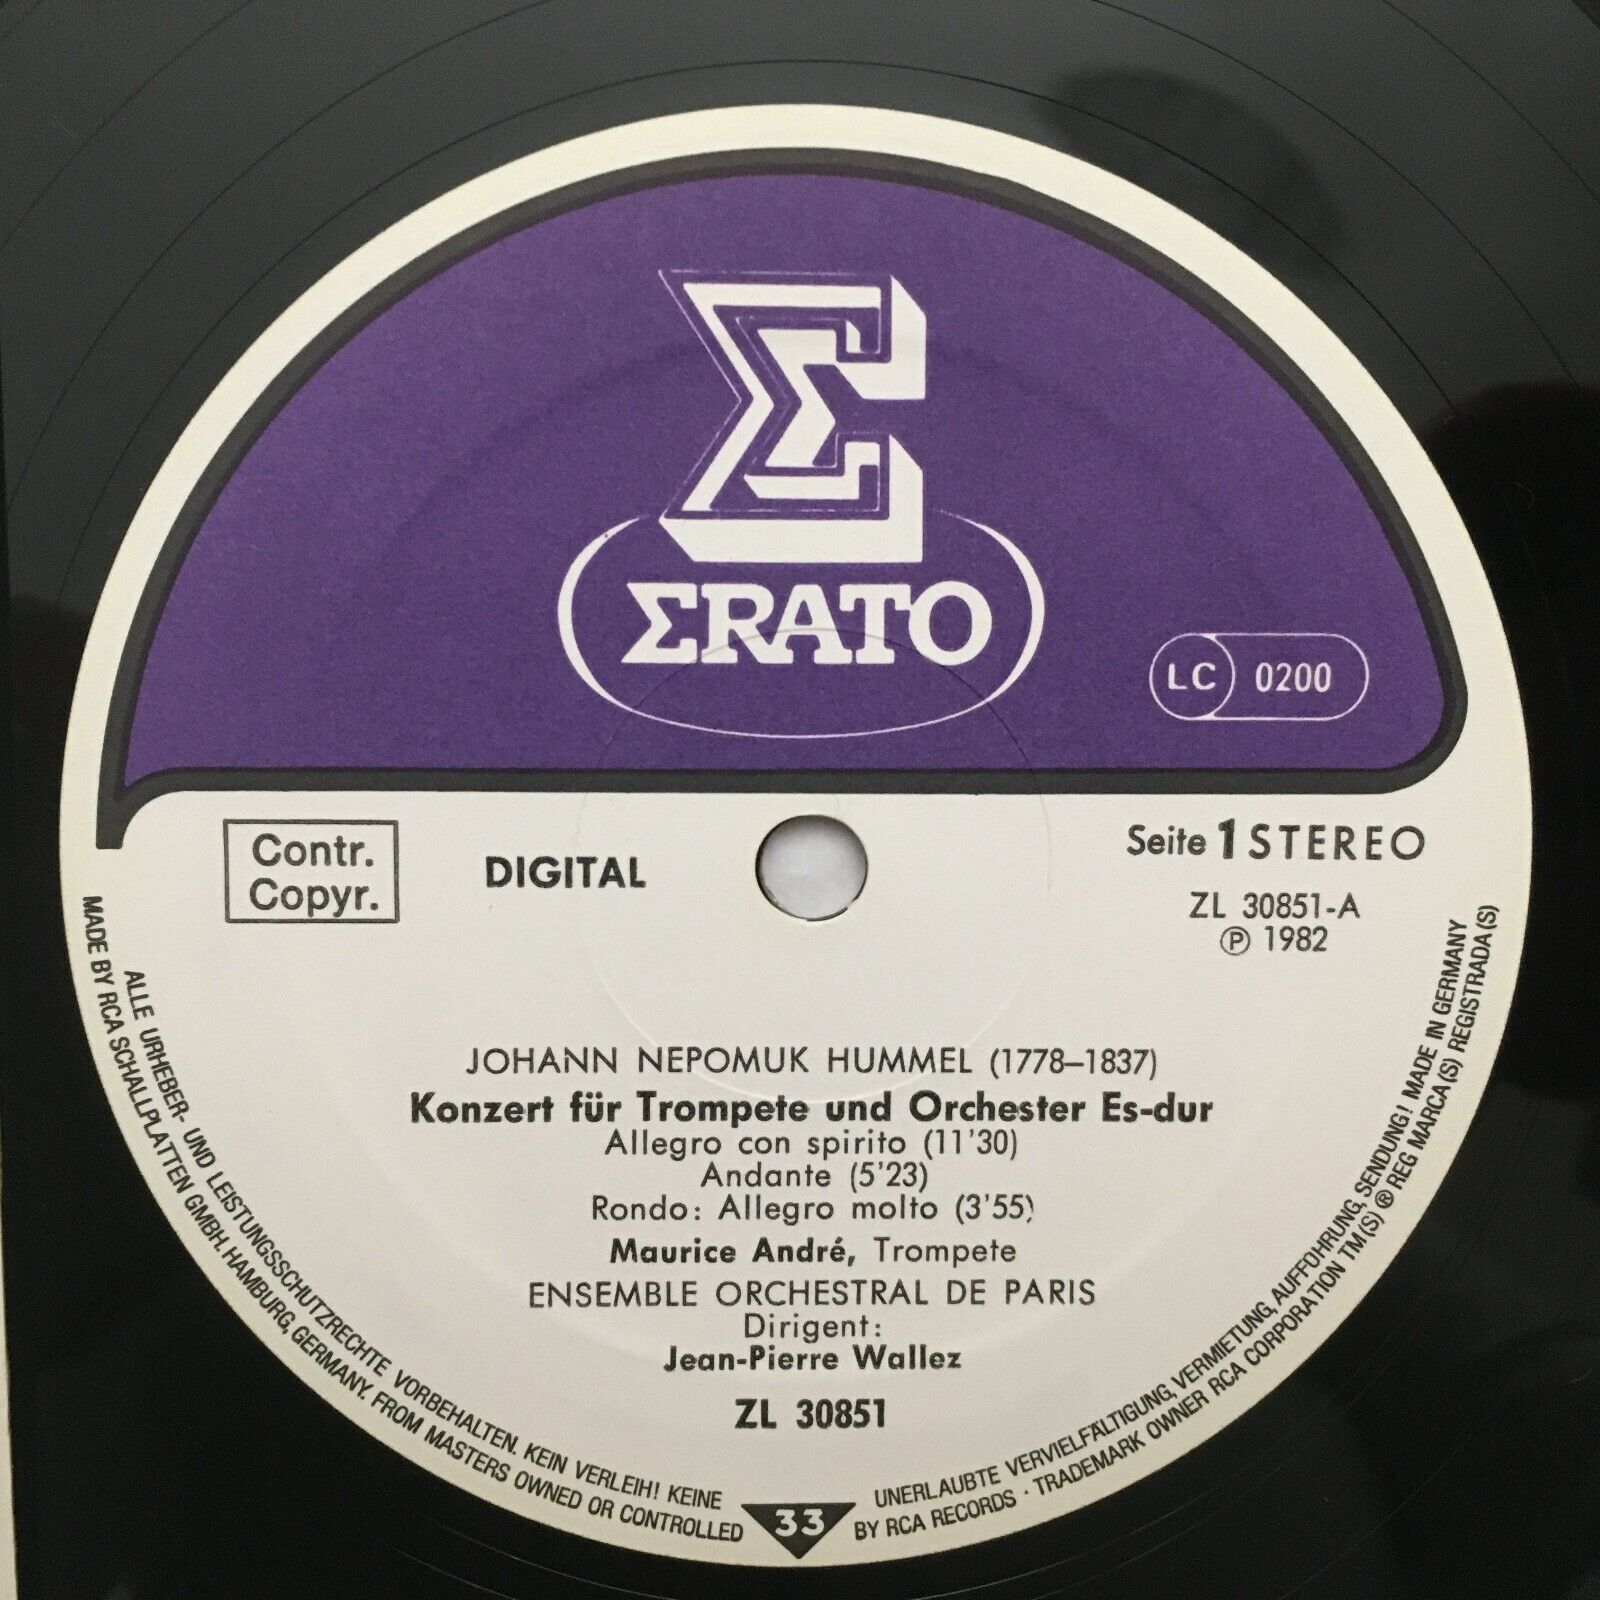 Σ
ΣRATO
LC 0200
Contr.
Copyr.
DIGITAL
Seite 1 STEREO
ZL 30851-A
℗ 1982
JOHANN NEPOMUK HUMMEL (1778–1837)
Konzert für Trompete und Orchester Es-dur
Allegro con spirito (11'30)
Andante (5'23)
Rondo: Allegro molto (3'55)
Maurice André, Trompete
ENSEMBLE ORCHESTRAL DE PARIS
Dirigent:
Jean-Pierre Wallez
ZL 30851
ALLE URHEBER- UND LEISTUNGSSCHUTZRECHTE VORBEHALTEN. KEIN VERLEIH! KEINE UNERLAUBTE VERVIELFÄLTIGUNG, VERMIETUNG, AUFFÜHRUNG, SENDUNG! MADE IN GERMANY
MADE BY RCA SCHALLPLATTEN GMBH, HAMBURG, GERMANY. FROM MASTERS OWNED OR CONTROLLED BY RCA RECORDS · TRADEMARK OWNER RCA CORPORATION TM(S) ® REG MARCA(S) REGISTRADA(S)
33